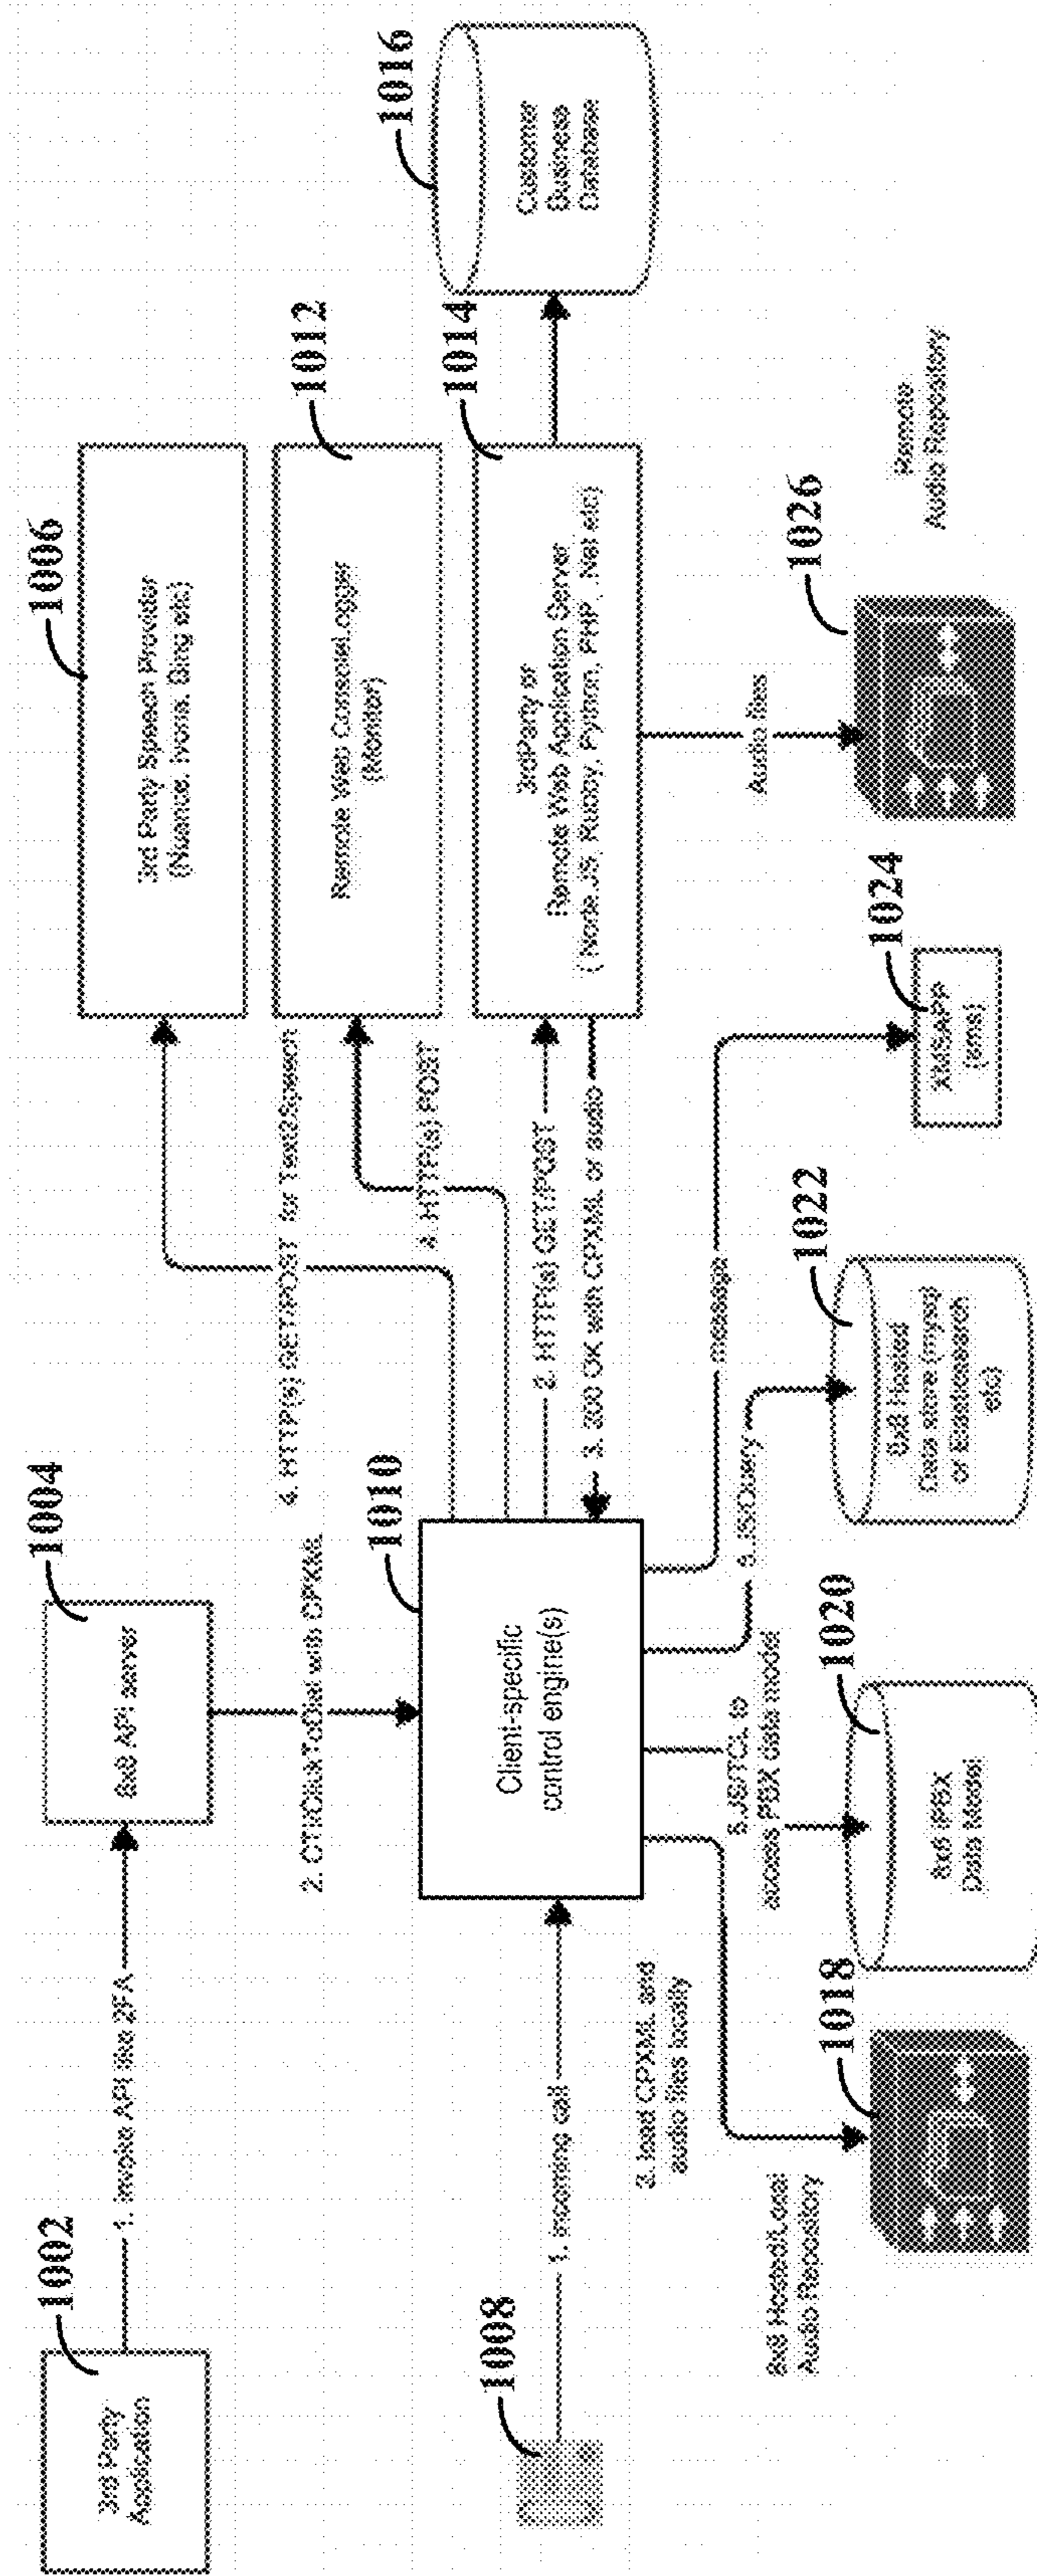 1002
3rd Party
Application
1. invoke API like 2FA
1004
8x8 API server
2. CTI/ClickToDial with CPXML
1006
3rd Party Speech Provider
(Nuance, Ivona, Bing etc)
4. HTTP(s) GET/POST for Text2Speech
1012
Remote Web ConsoleLogger
(Monitor)
4. HTTP(s) POST
1008
1. incoming call
1010
Client-specific
control engine(s)
2. HTTP(s) GET/POST
3. 200 OK with CPXML or audio
1014
3rdParty or
Remote Web Application Server
( Node.JS, Ruby, Python, PHP, .Net etc)
1016
Customer
Business
Database
3. load CPXML and
audio files locally
8x8 Hosted/Local
Audio Repository
1018
5.JS/TCL to
access PBX data model
1020
8x8 IPBX
Data Model
5.JS/Query
1022
8x8 Hosted
Data store (mysql
or Elasticsearch
etc)
message
1024
XMSAPP
(sms)
Audio files
1026
Remote
Audio Repository